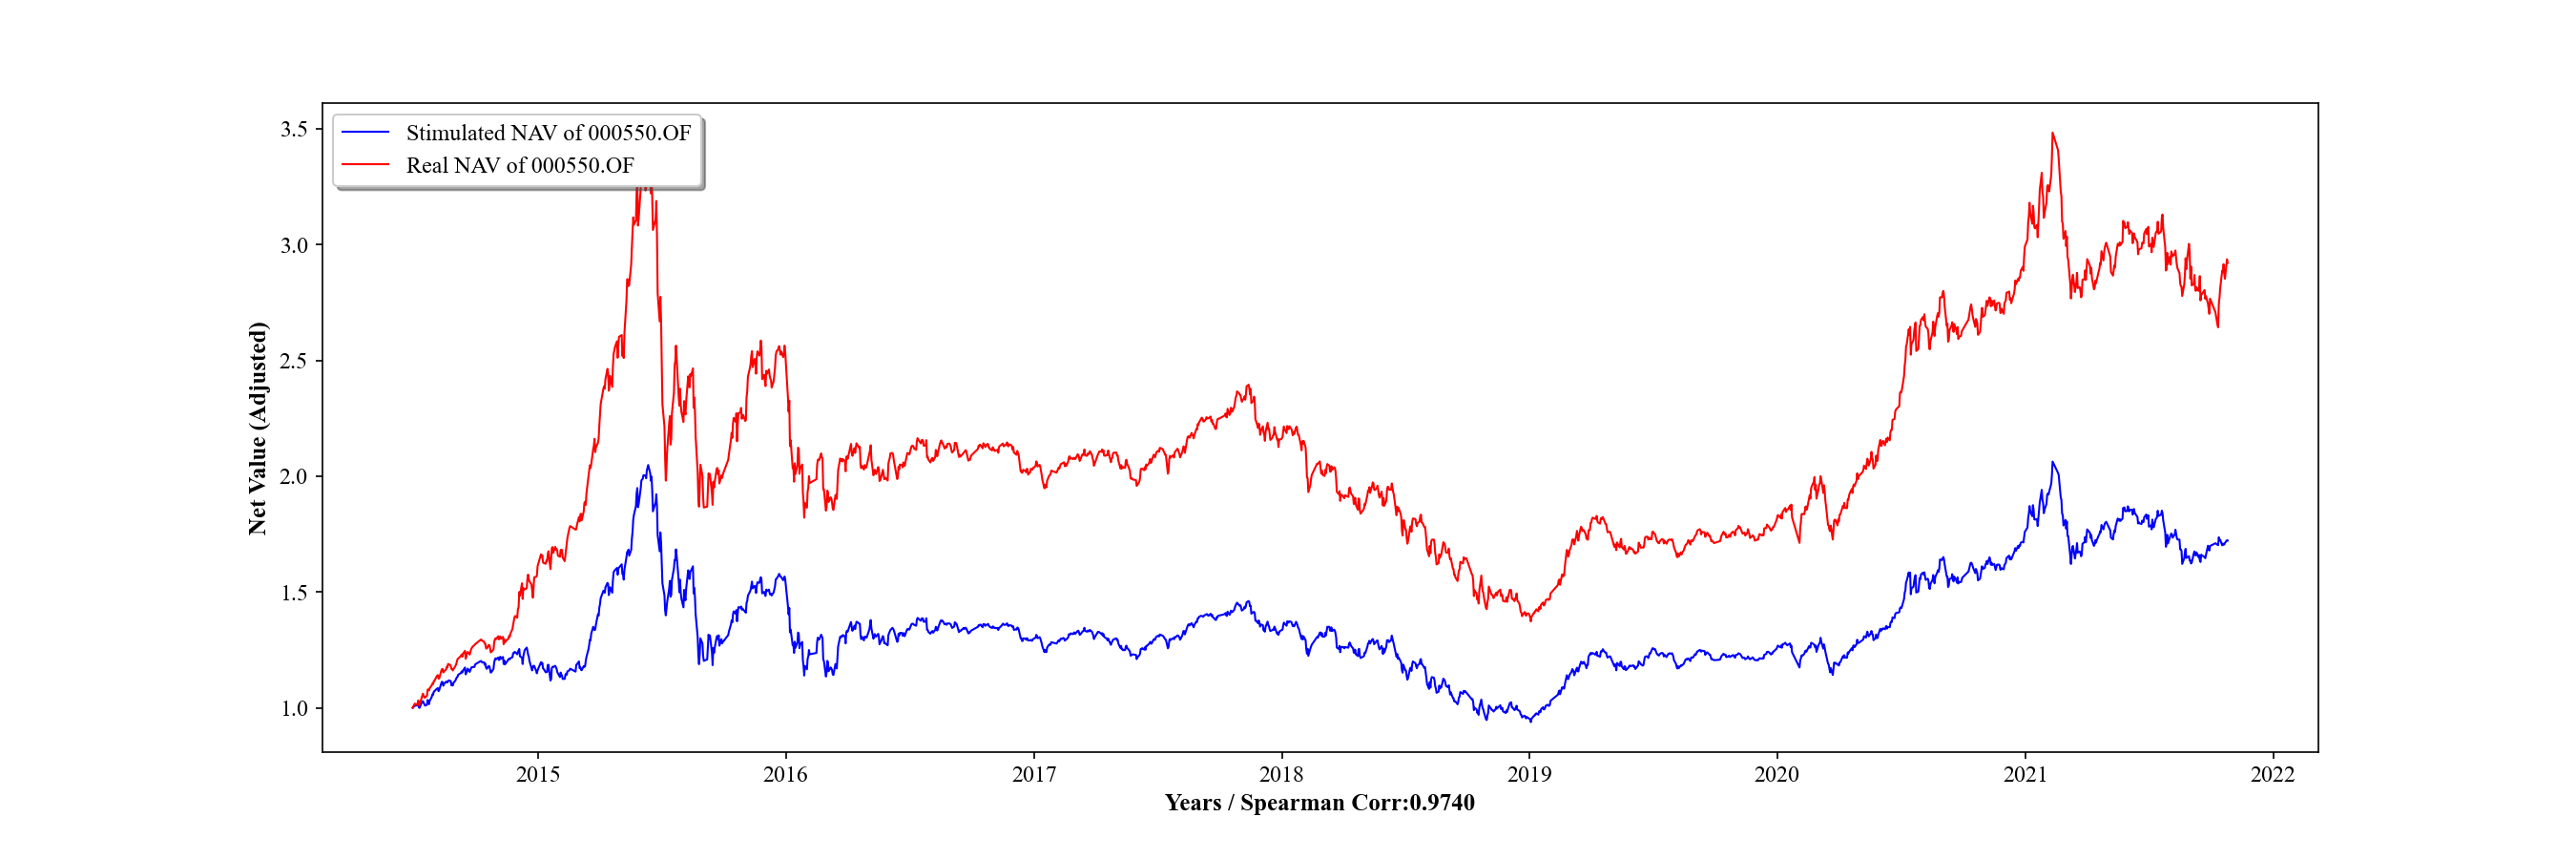 Stimulated NAV of 000550.OF
Real NAV of 000550.OF
3.5
3.0
2.5
2.0
1.5
1.0
Net Value (Adjusted)
2015 2016 2017 2018 2019 2020 2021 2022
Years / Spearman Corr:0.9740